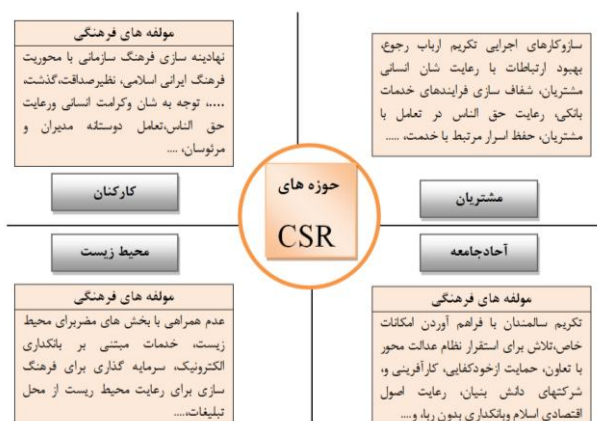 سازوکارهای اجرایی تکریم ارباب رجوع،
بهبود ارتباطات با رعایت شان انسانی
مشتریان، شفاف سازی فرایندهای خدمات
بانکی، رعایت حق الناس در تعامل با
مشتریان، حفظ اسرار مرتبط با خدمت، .....
مشتریان
مولفه های فرهنگی
نهادینه سازی فرهنگ سازمانی با محوریت
فرهنگ ایرانی اسلامی، نظیرصداقت،گذشت،
.....، توجه به شان وکرامت انسانی ورعایت
حق الناس،تعامل دوستانه مدیران و
مرئوسان، ....
کارکنان
حوزه های
CSR
آحادجامعه
مولفه های فرهنگی
تکریم سالمندان با فراهم آوردن امکانات
خاص،تلاش برای استقرار نظام عدالت محور
با تعاون، حمایت ازخودکفایی، کارآفرینی و،
شرکتهای دانش بنیان، رعایت اصول
اقتصادی اسلام وبانکداری بدون ربا، و....
محیط زیست
مولفه های فرهنگی
عدم همراهی با بخش های مضربرای محیط
زیست، خدمات مبتنی بر بانکداری
الکترونیک، سرمایه گذاری برای فرهنگ
سازی برای رعایت محیط ریست از محل
تبلیغات،....